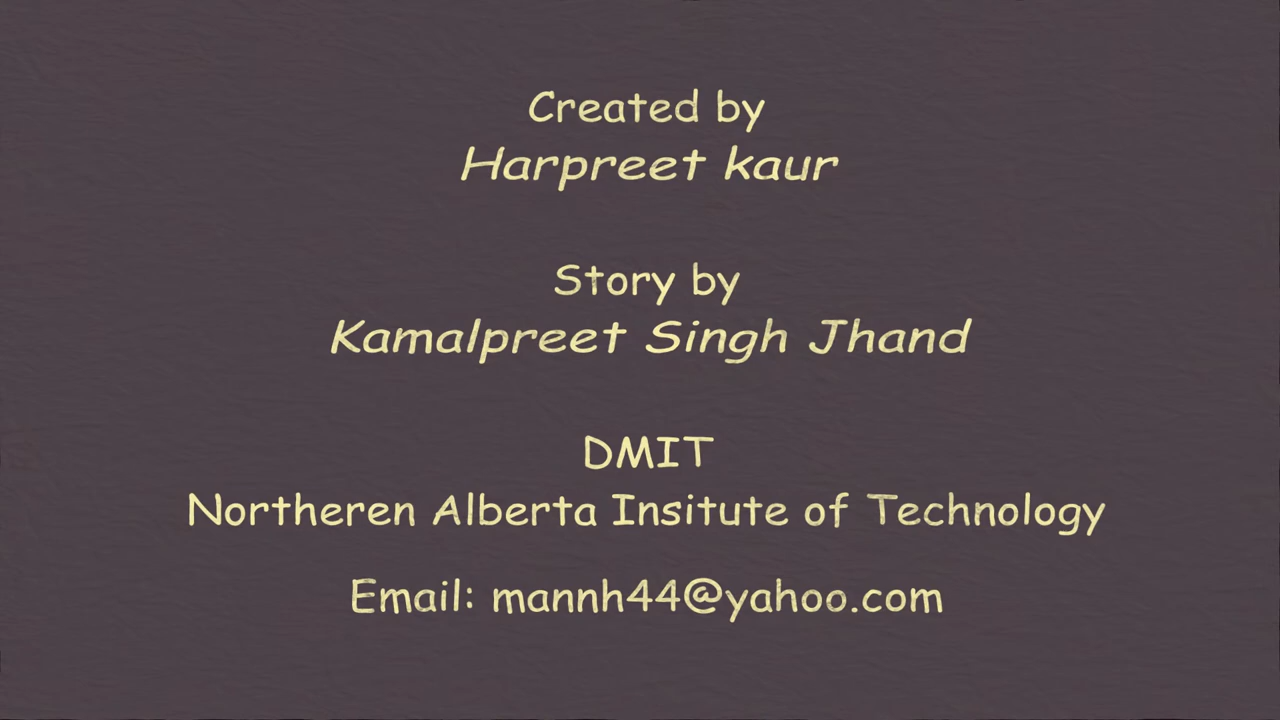 Created by
Harpreet kaur
Story by
Kamalpreet Singh Jhand
DMIT
Northeren Alberta Insitute of Technology
Email: mannh44@yahoo.com